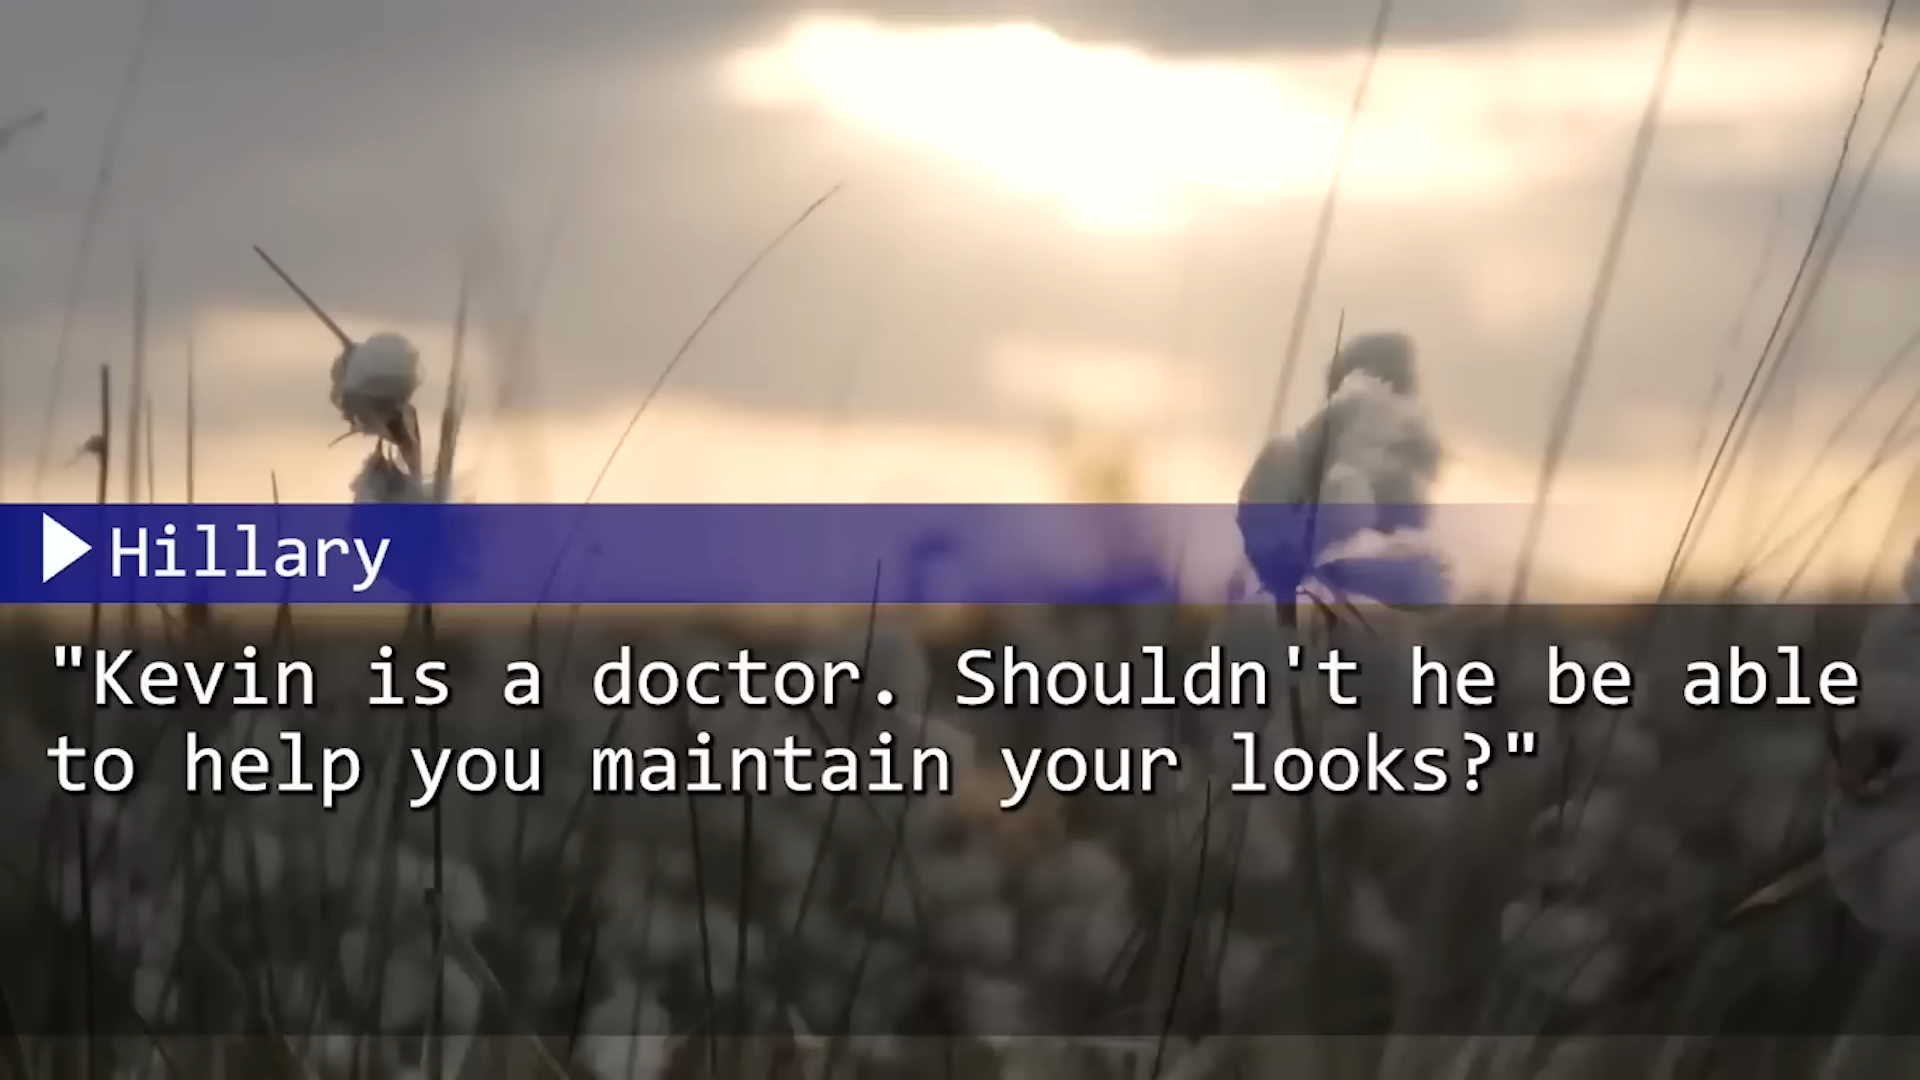 Hillary
"Kevin is a doctor. Shouldn't he be able
to help you maintain your looks?"